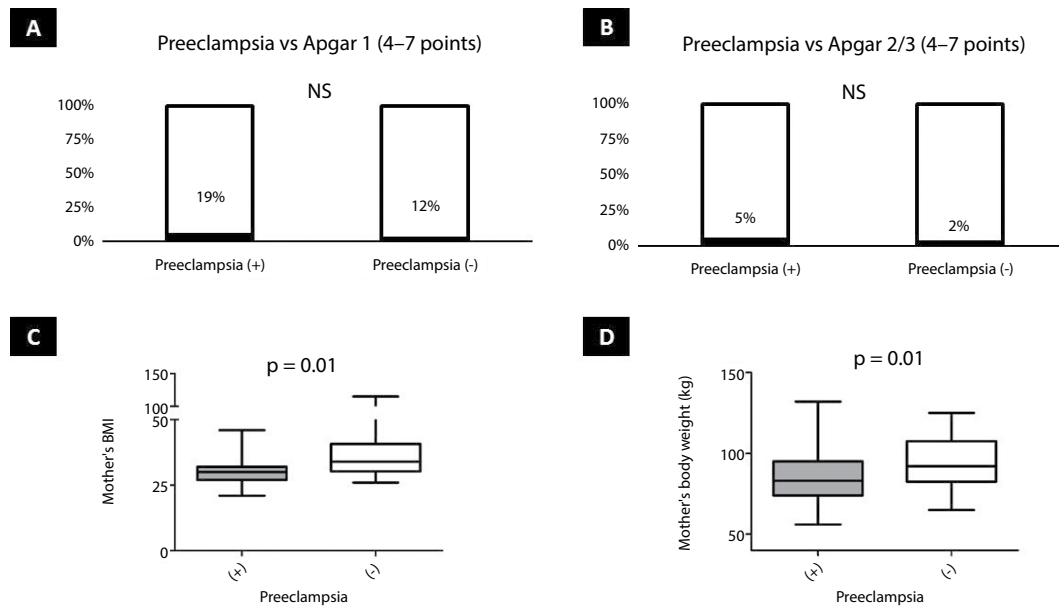 A
Preeclampsia vs Apgar 1 (4–7 points)
NS
100%
75%
50%
25%
0%
19%
12%
Preeclampsia (+)
Preeclampsia (-)
B
Preeclampsia vs Apgar 2/3 (4–7 points)
NS
100%
75%
50%
25%
0%
5%
2%
Preeclampsia (+)
Preeclampsia (-)
C
p = 0.01
Mother's BMI
150
100
50
25
0
(+)
(-)
Preeclampsia
D
p = 0.01
Mother's body weight (kg)
150
100
50
(+)
(-)
Preeclampsia